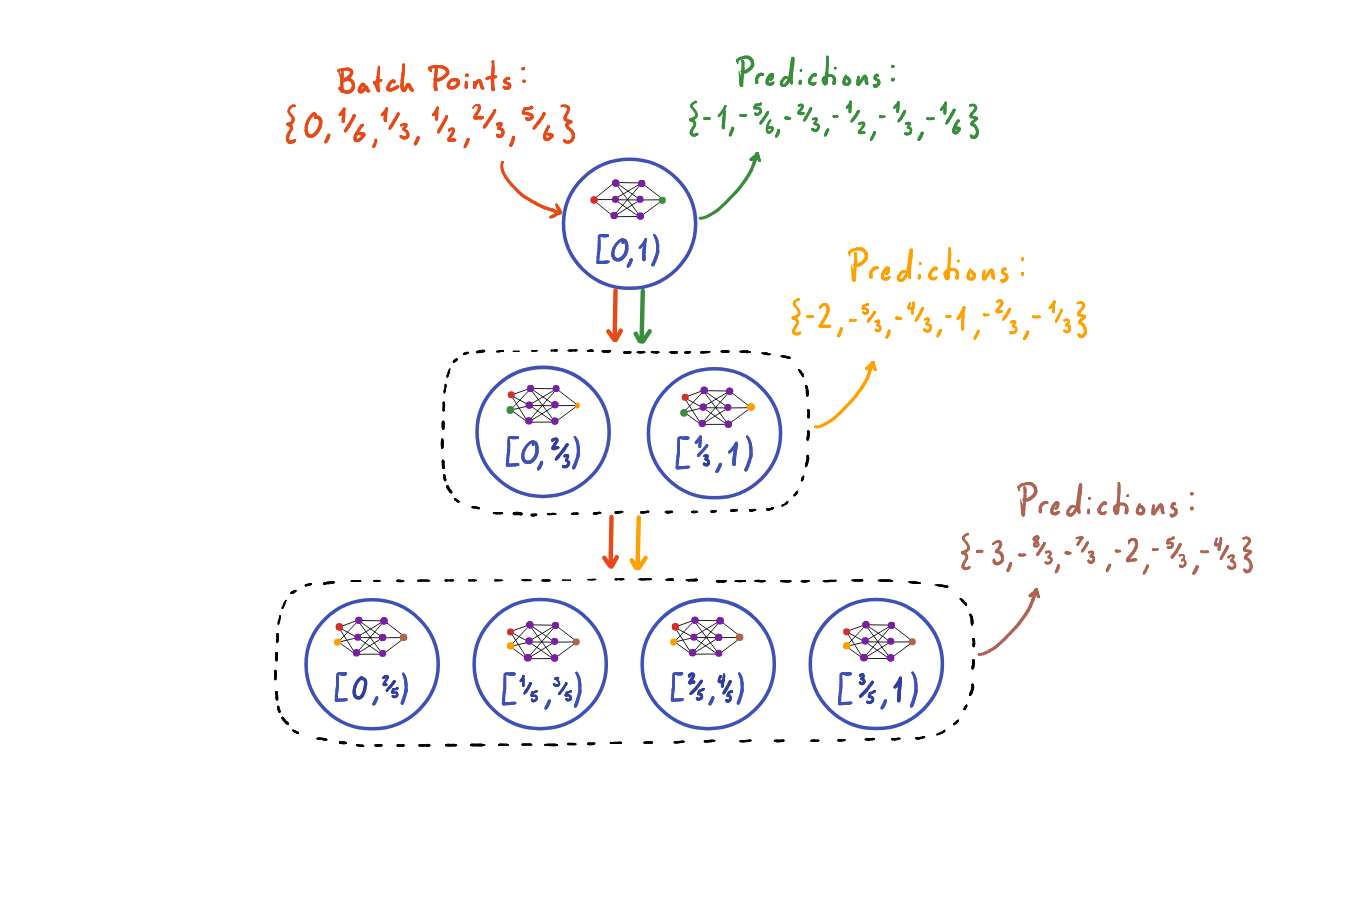 Batch Points:
{0, 1/6, 1/3, 1/2, 2/3, 5/6}
Predictions:
{-1, -5/6, -2/3, -1/2, -1/3, -1/6}
[0,1)
Predictions:
{-2, -5/3, -4/3, -1, -2/3, -1/3}
[0, 2/3)
[1/3, 1)
Predictions:
{-3, -8/3, -7/3, -2, -5/3, -4/3}
[0, 2/5)
[1/5, 3/5)
[2/5, 4/5)
[3/5, 1)